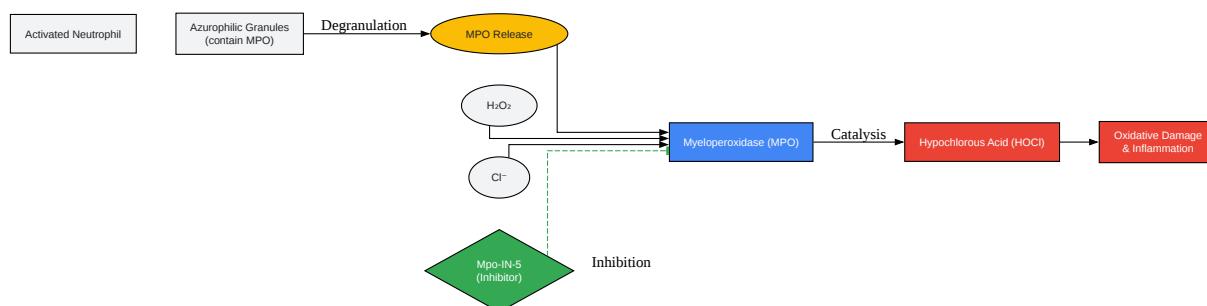 Activated Neutrophil
Azurophilic Granules
(contain MPO)
Degranulation
MPO Release
H₂O₂
Cl⁻
Myeloperoxidase (MPO)
Catalysis
Hypochlorous Acid (HOCl)
Oxidative Damage
& Inflammation
Mpo-IN-5
(Inhibitor)
Inhibition